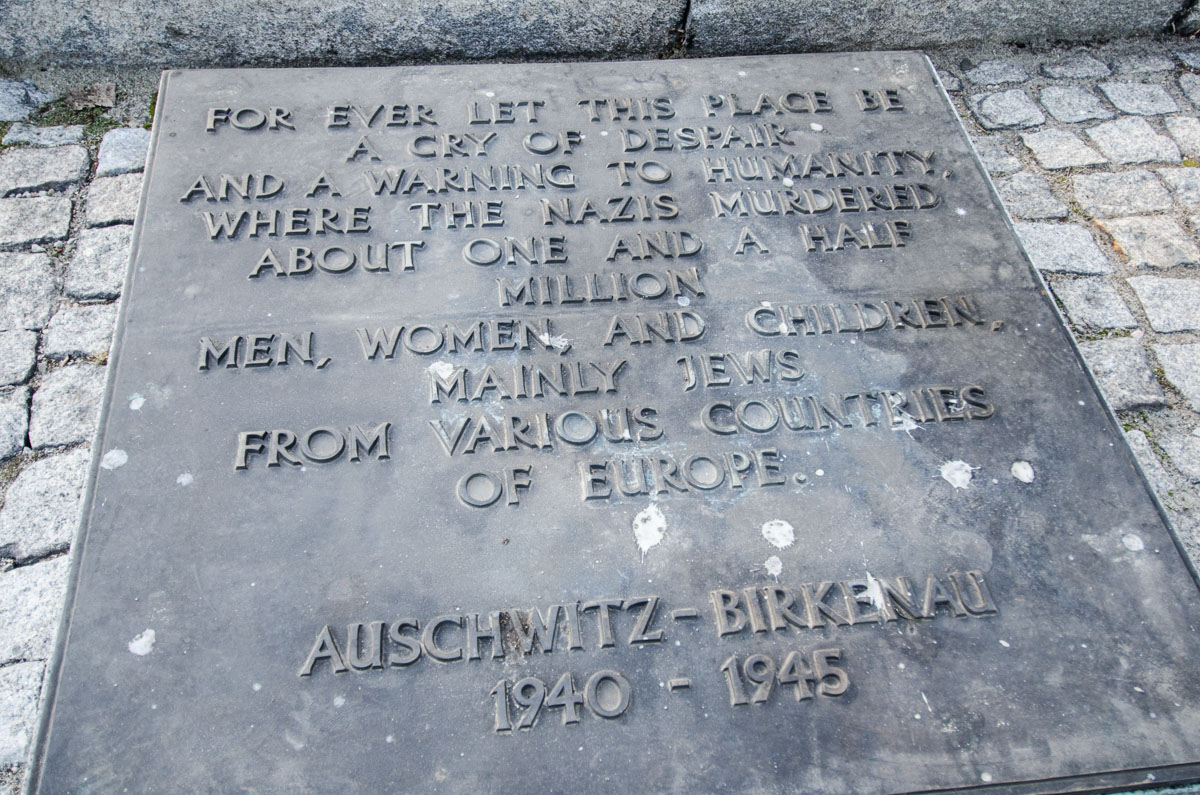 FOR EVER LET THIS PLACE BE
A CRY OF DESPAIR
AND A WARNING TO HUMANITY,
WHERE THE NAZIS MURDERED
ABOUT ONE AND A HALF
MILLION
MEN, WOMEN, AND CHILDREN,
MAINLY JEWS
FROM VARIOUS COUNTRIES
OF EUROPE.
AUSCHWITZ-BIRKENAU
1940 - 1945